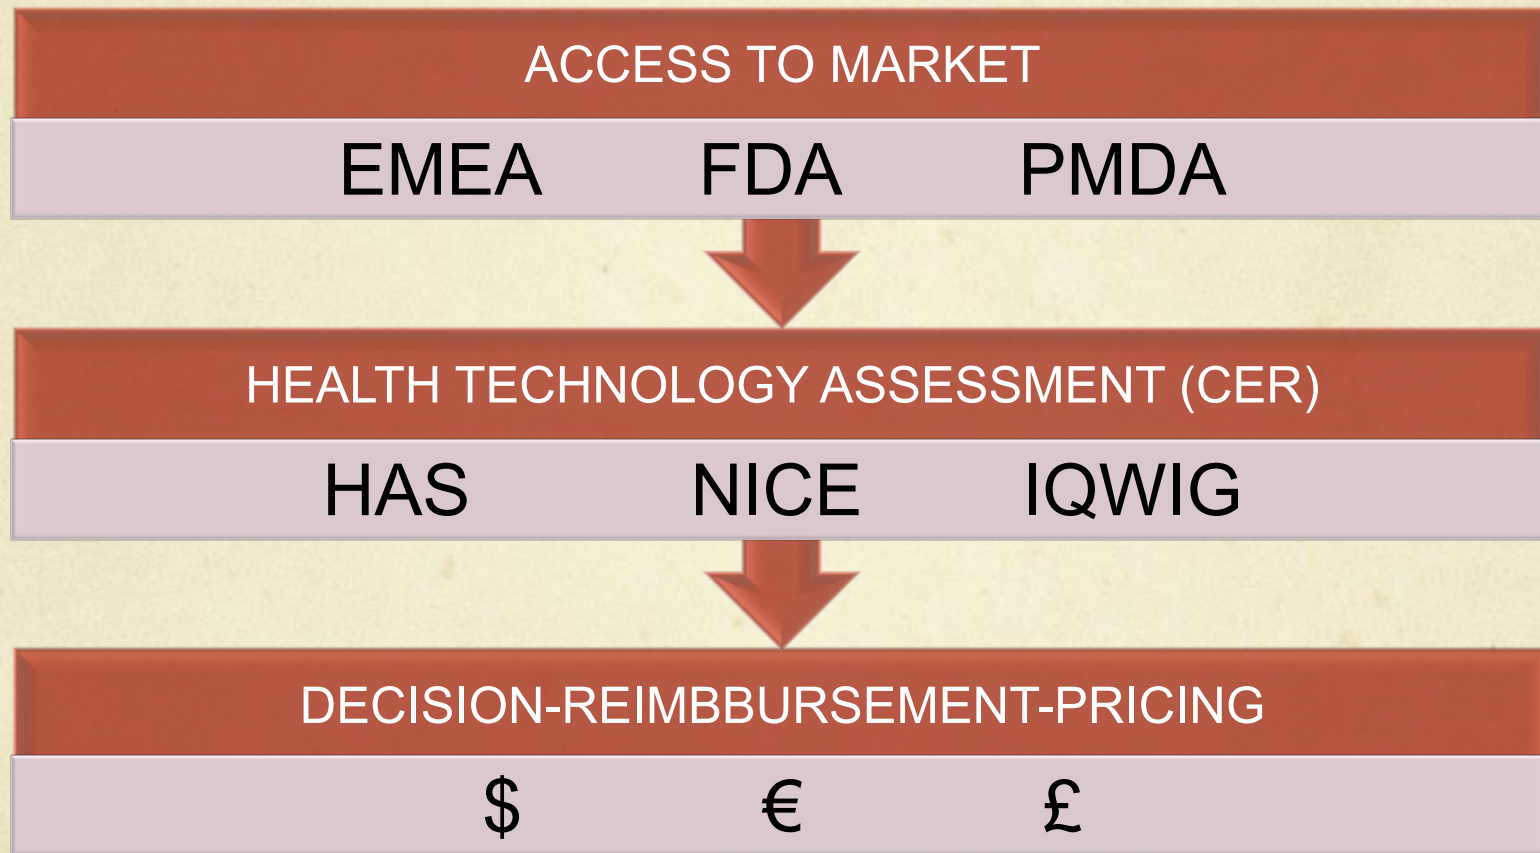 ACCESS TO MARKET
EMEA FDA PMDA
HEALTH TECHNOLOGY ASSESSMENT (CER)
HAS NICE IQWIG
DECISION-REIMBBURSEMENT-PRICING
$ € £